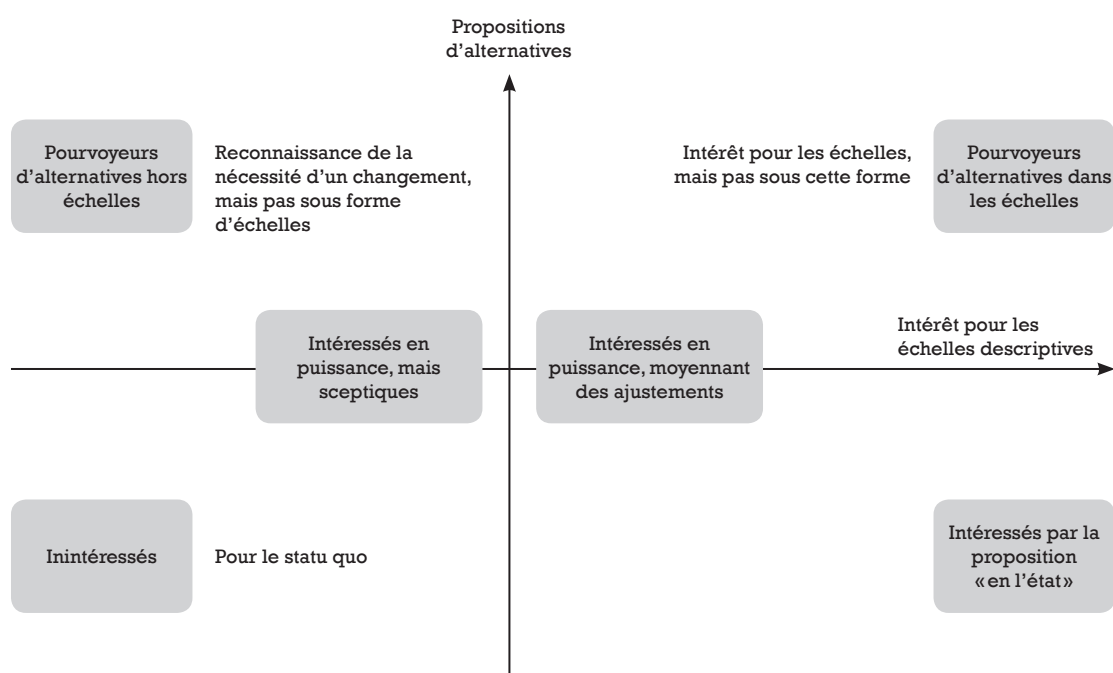 Propositions
d’alternatives
Pourvoyeurs
d’alternatives hors
échelles
Reconnaissance de la
nécessité d’un changement,
mais pas sous forme
d’échelles
Intérêt pour les échelles,
mais pas sous cette forme
Pourvoyeurs
d’alternatives dans
les échelles
Intéressés en
puissance, mais
sceptiques
Intéressés en
puissance, moyennant
des ajustements
Intérêt pour les
échelles descriptives
Inintéressés
Pour le statu quo
Intéressés par la
proposition
«en l’état»